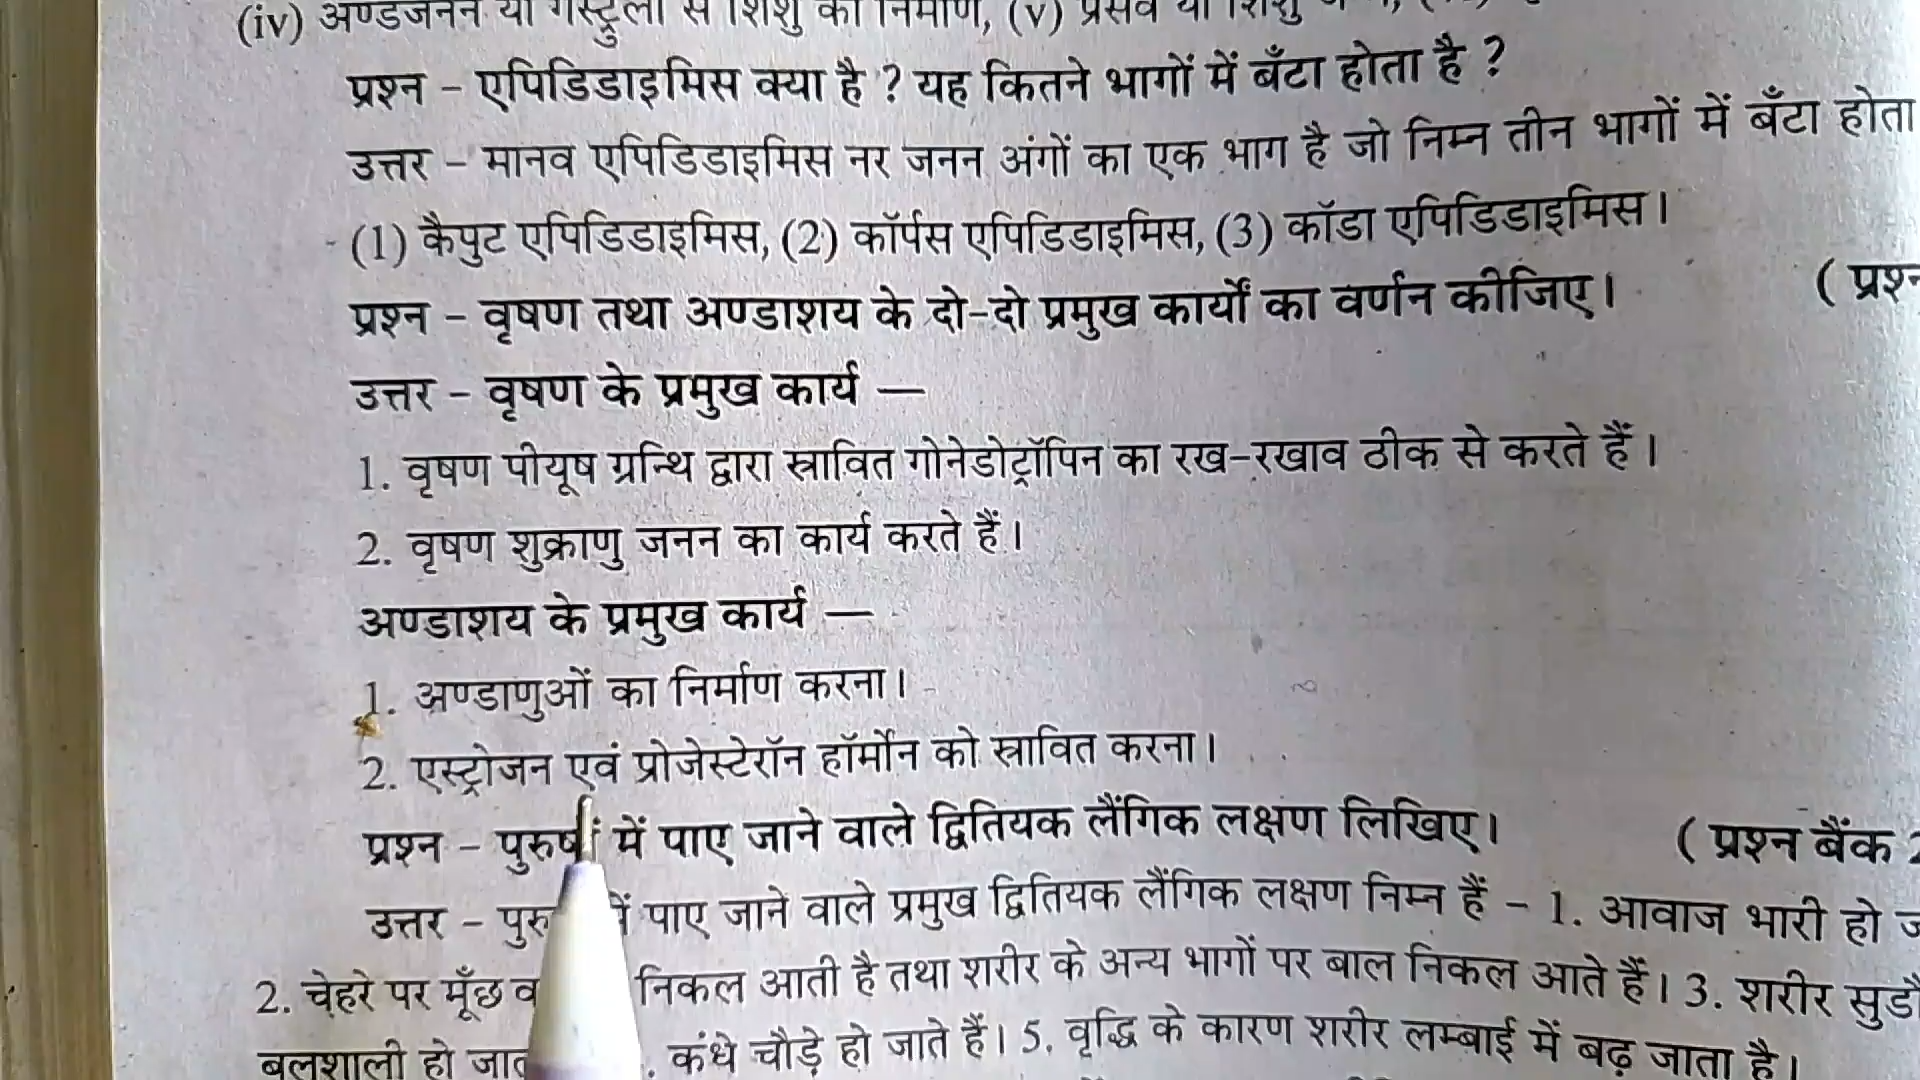 (iv) अण्डजनन या गैस्ट्रुला से शिशु का निर्माण, (v) प्रसव या शिशु
प्रश्न – एपिडिडाइमिस क्या है ? यह कितने भागों में बँटा होता है ?
उत्तर – मानव एपिडिडाइमिस नर जनन अंगों का एक भाग है जो निम्न तीन भागों में बँटा होता
(1) कैपुट एपिडिडाइमिस, (2) कॉर्पस एपिडिडाइमिस, (3) कॉडा एपिडिडाइमिस।
प्रश्न – वृषण तथा अण्डाशय के दो-दो प्रमुख कार्यों का वर्णन कीजिए। ( प्रश्न
उत्तर – वृषण के प्रमुख कार्य —
1. वृषण पीयूष ग्रन्थि द्वारा स्रावित गोनेडोट्रॉपिन का रख-रखाव ठीक से करते हैं।
2. वृषण शुक्राणु जनन का कार्य करते हैं।
अण्डाशय के प्रमुख कार्य —
1. अण्डाणुओं का निर्माण करना।
2. एस्ट्रोजन एवं प्रोजेस्टेरॉन हॉर्मोन को स्रावित करना।
प्रश्न – में पाए जाने वाले द्वितियक लैंगिक लक्षण लिखिए। ( प्रश्न बैंक
उत्तर – पाए जाने वाले प्रमुख द्वितियक लैंगिक लक्षण निम्न हैं – 1. आवाज भारी हो
2. चेहरे पर मूँछ निकल आती है तथा शरीर के अन्य भागों पर बाल निकल आते हैं। 3. शरीर
बलशाली हो कंधे चौड़े हो जाते हैं। 5. वृद्धि के कारण शरीर लम्बाई में बढ़ जाता है।